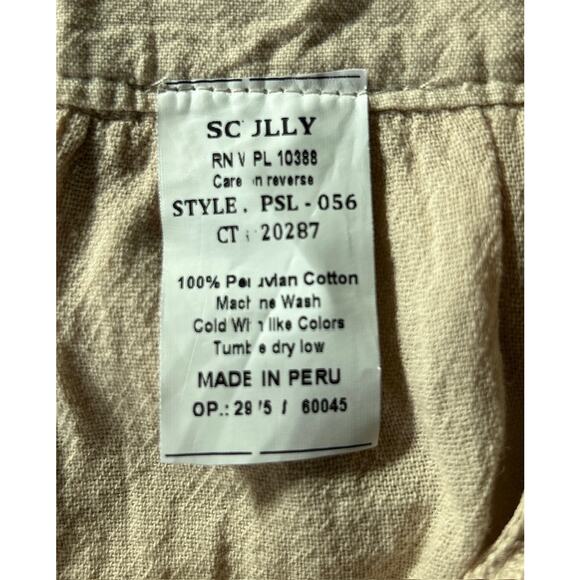 SCULLY
RN WPL 10388
Care on reverse
STYLE . PSL - 056
CT : 20287
100% Peruvian Cotton
Machine Wash
Cold With like Colors
Tumble dry low
MADE IN PERU
OP.: / 60045